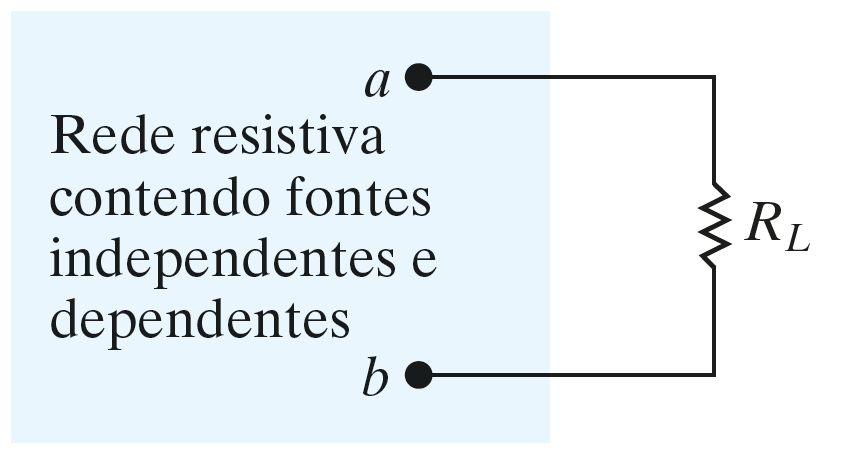 a
Rede resistiva
contendo fontes
independentes e
dependentes
R_L
b